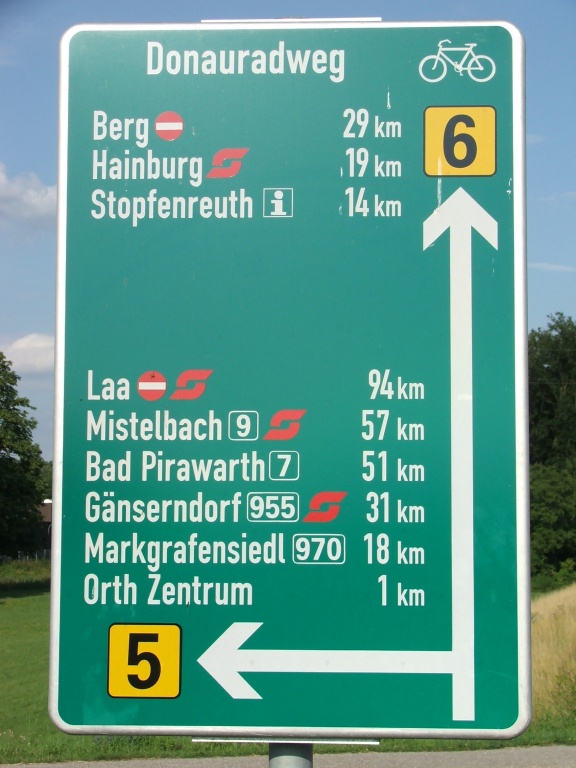 Donauradweg
Berg 29 km 6
Hainburg 19 km
Stopfenreuth i 14 km
Laa 94 km
Mistelbach 9 57 km
Bad Pirawarth 7 51 km
Gänserndorf 955 31 km
Markgrafensiedl 970 18 km
Orth Zentrum 1 km
5